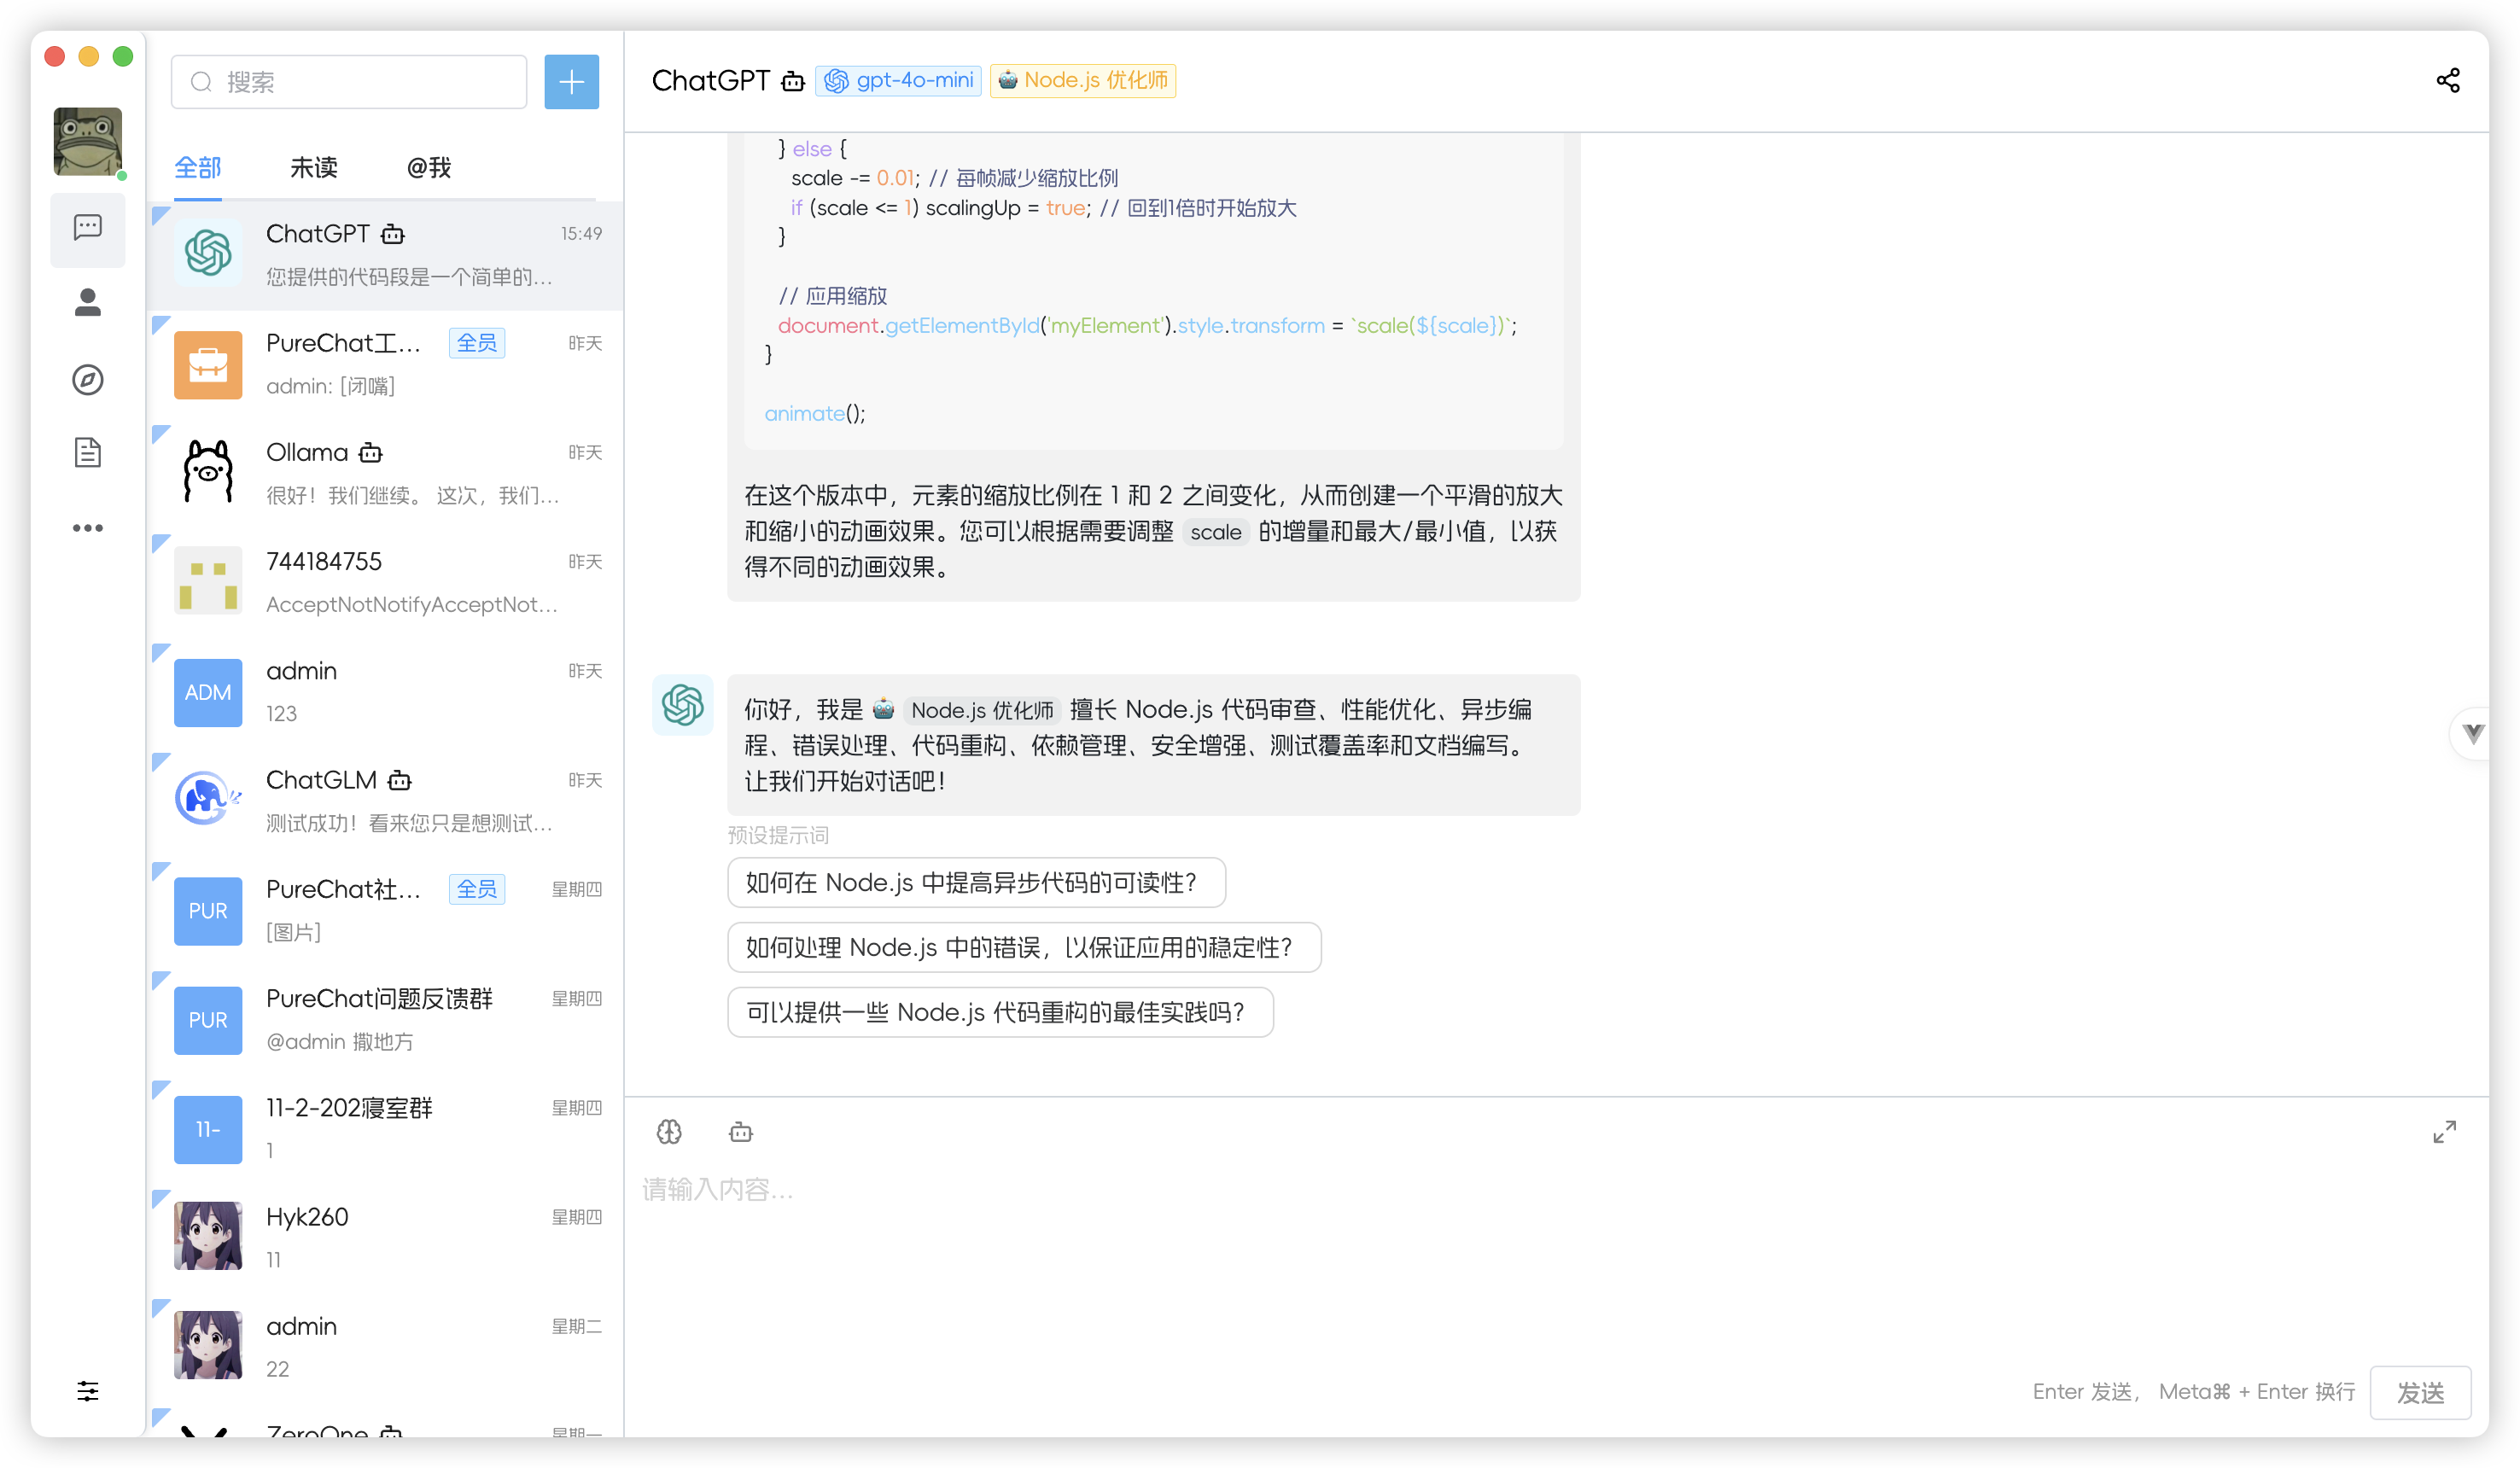 搜索
全部 未读 @我
ChatGPT 15:49
您提供的代码段是一个简单的...
PureChat工... 全员 昨天
admin: [闭嘴]
Ollama 昨天
很好！我们继续。 这次，我们...
744184755 昨天
AcceptNotNotifyAcceptNot...
ADM
admin 昨天
123
ChatGLM 昨天
测试成功！看来您只是想测试...
PUR
PureChat社... 全员 星期四
[图片]
PUR
PureChat问题反馈群 星期四
@admin 撒地方
11-
11-2-202寝室群 星期四
1
Hyk260 星期四
11
admin 星期二
22
ZeroOne 星期一
ChatGPT gpt-4o-mini Node.js 优化师
} else {
scale -= 0.01; // 每帧减少缩放比例
if (scale <= 1) scalingUp = true; // 回到1倍时开始放大
}
// 应用缩放
document.getElementById('myElement').style.transform = `scale(${scale})`;
}
animate();
在这个版本中，元素的缩放比例在 1 和 2 之间变化，从而创建一个平滑的放大
和缩小的动画效果。您可以根据需要调整 scale 的增量和最大/最小值，以获
得不同的动画效果。
你好，我是 Node.js 优化师 擅长 Node.js 代码审查、性能优化、异步编
程、错误处理、代码重构、依赖管理、安全增强、测试覆盖率和文档编写。
让我们开始对话吧！
预设提示词
如何在 Node.js 中提高异步代码的可读性？
如何处理 Node.js 中的错误，以保证应用的稳定性？
可以提供一些 Node.js 代码重构的最佳实践吗？
请输入内容...
Enter 发送， Meta⌘ + Enter 换行 发送